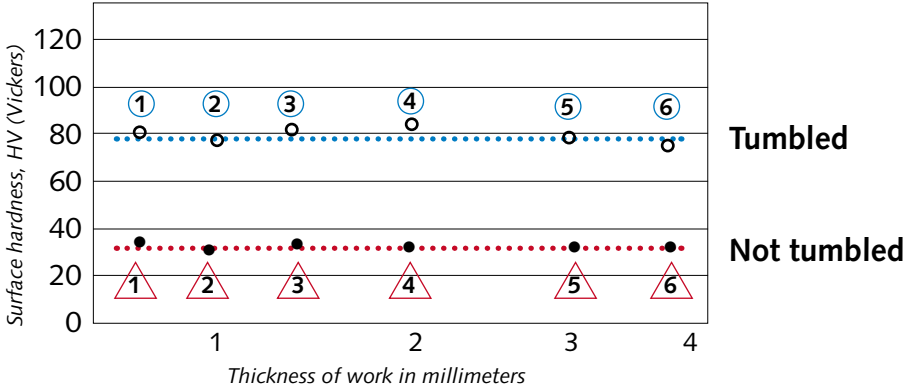 Surface hardness, HV (Vickers)
120
100
80
60
40
20
0
1 2 3 4 5 6
Tumbled
Not tumbled
1 2 3 4 5 6
1 2 3 4
Thickness of work in millimeters